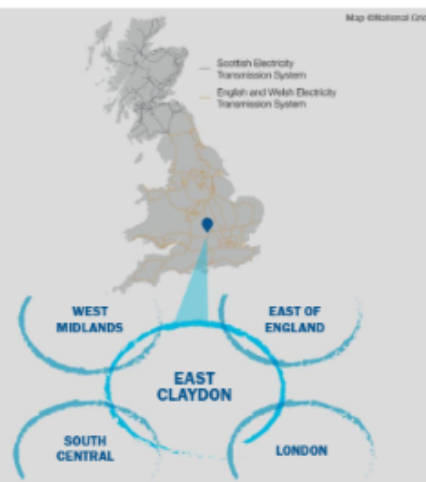 Map ©National Grid
Scottish Electricity
Transmission System
English and Welsh Electricity
Transmission System
WEST
MIDLANDS
EAST OF
ENGLAND
EAST
CLAYDON
SOUTH
CENTRAL
LONDON